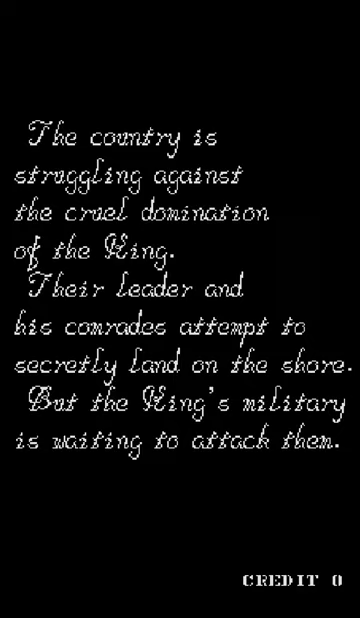 The country is
struggling against
the cruel domination
of the King.
Their leader and
his comrades attempt to
secretly land on the shore.
But the King's military
is waiting to attack them.
CREDIT 0